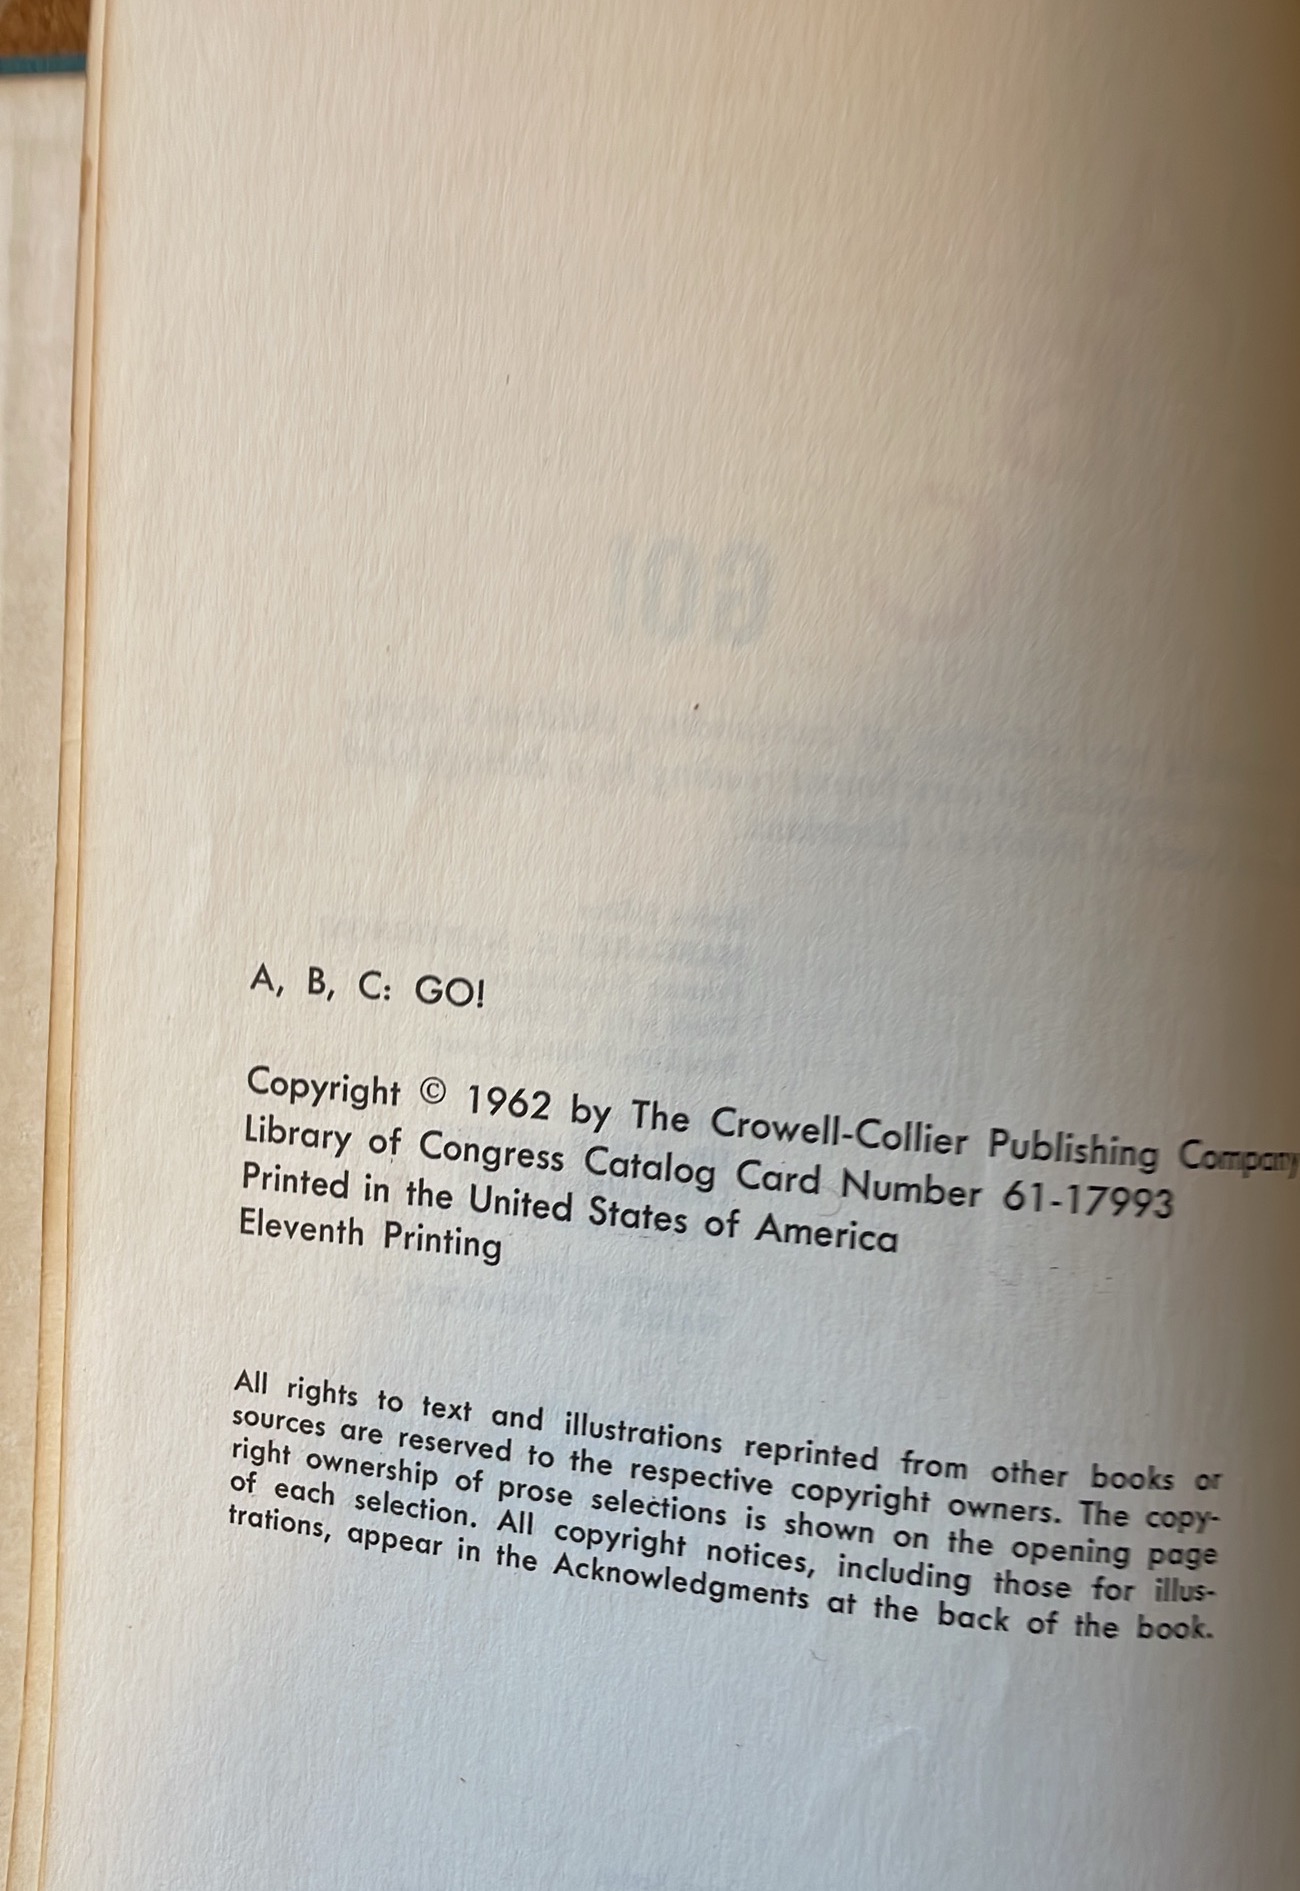 A, B, C: GO!
Copyright © 1962 by The Crowell-Collier Publishing Company
Library of Congress Catalog Card Number 61-17993
Printed in the United States of America
Eleventh Printing
All rights to text and illustrations reprinted from other books or
sources are reserved to the respective copyright owners. The copy-
right ownership of prose selections is shown on the opening page
of each selection. All copyright notices, including those for illus-
trations, appear in the Acknowledgments at the back of the book.